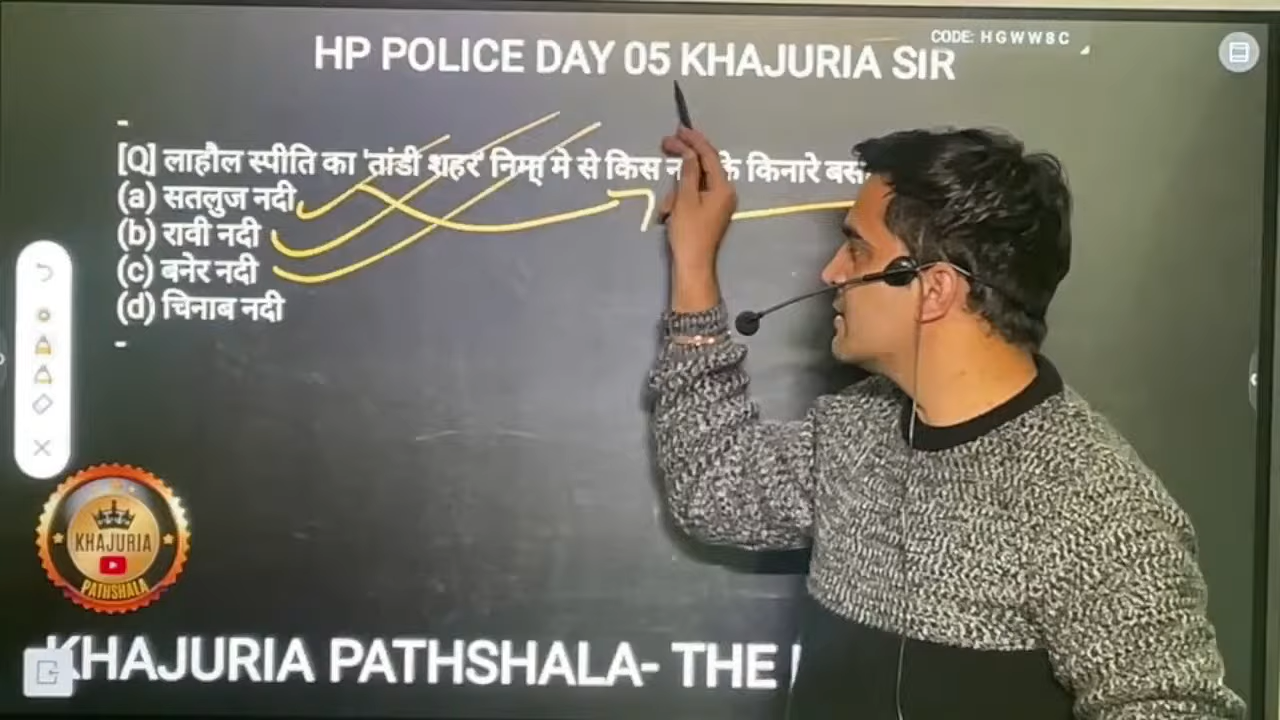 CODE: HGWW8C
HP POLICE DAY 05 KHAJURIA SIR
[Q] लाहौल स्पीति का 'तांडी शहर' निम्न मे से किस के किनारे
(a) सतलुज नदी
(b) रावी नदी
(c) बनेर नदी
(d) चिनाब नदी
KHAJURIA
PATHSHALA
KHAJURIA PATHSHALA- THE